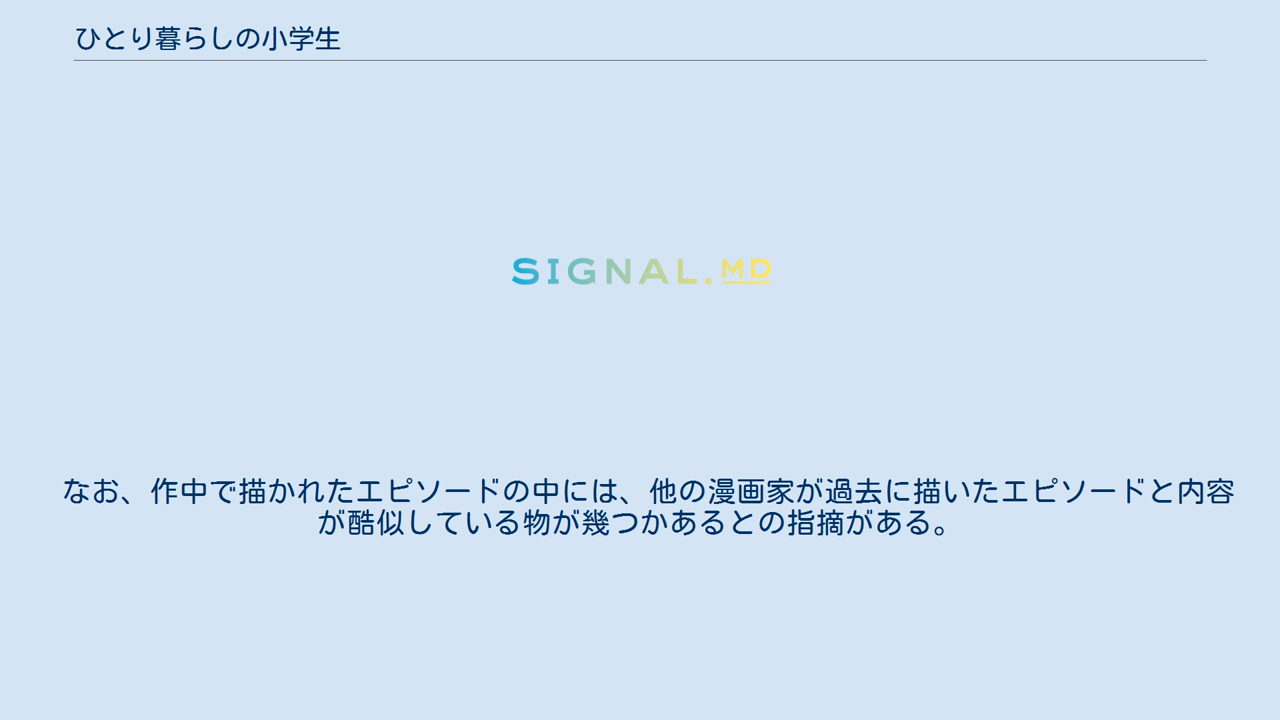 ひとり暮らしの小学生
SIGNAL.MD
なお、作中で描かれたエピソードの中には、他の漫画家が過去に描いたエピソードと内容
が酷似している物が幾つかあるとの指摘がある。